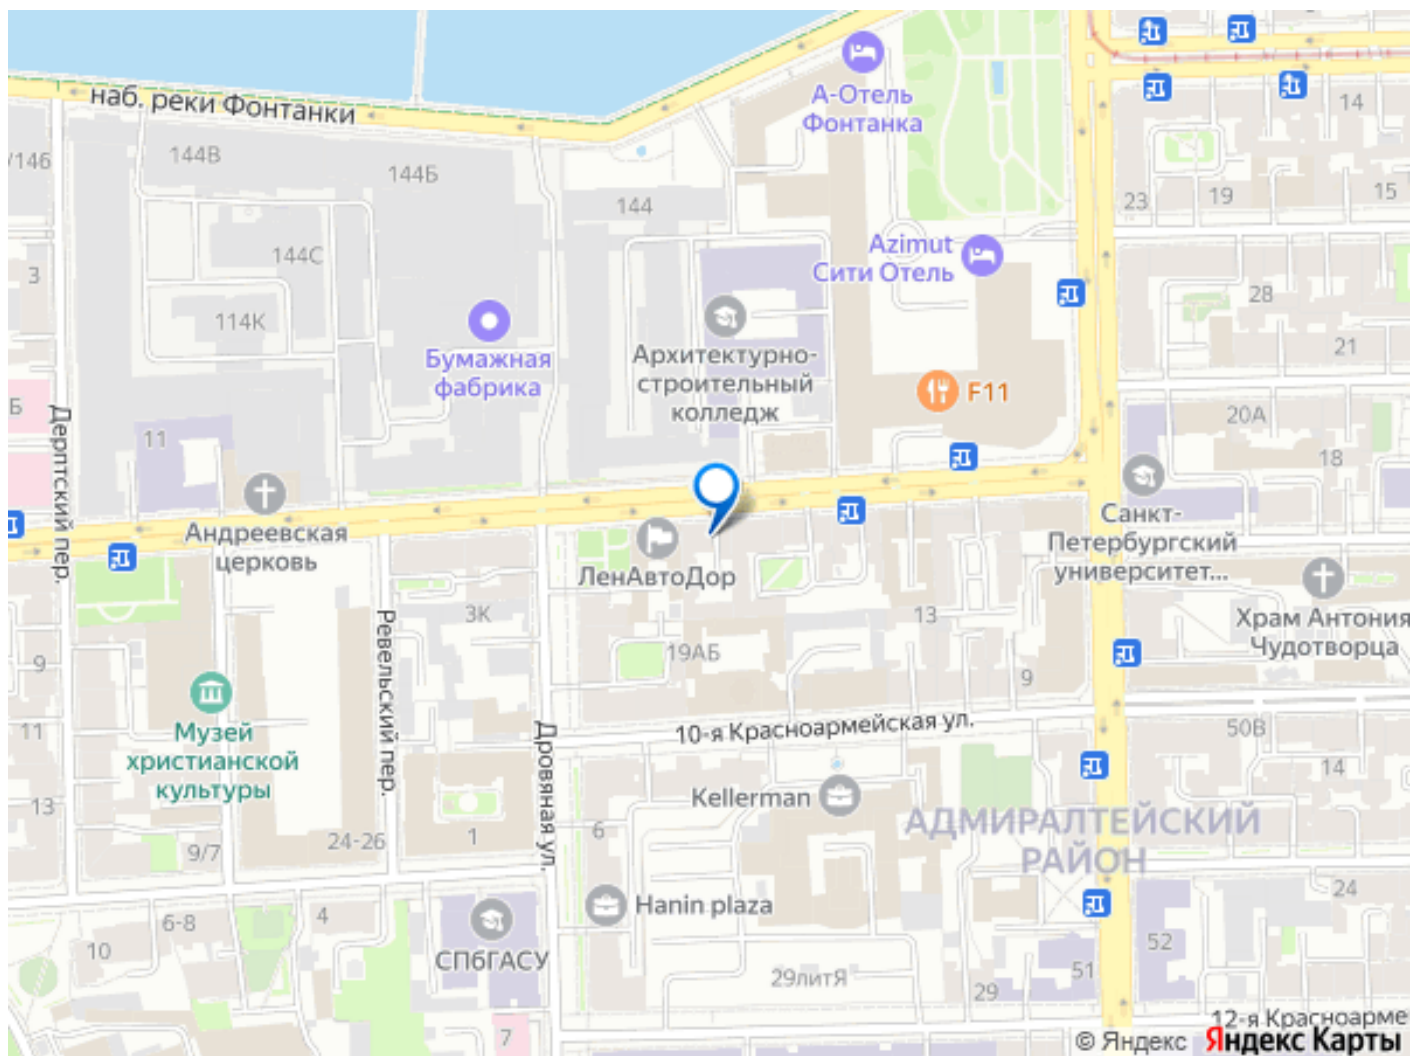 наб. реки Фонтанки
А-Отель
Фонтанка
14
/146
144В
144Б
144
23
19
15
3
144С
Azimut
Сити Отель
28
114К
Бумажная
фабрика
Архитектурно-
строительный
колледж
F11
21
Б
Дерптский пер.
11
20А
18
Андреевская
церковь
ЛенАвтоДор
Санкт-
Петербургский
университет...
Храм Антония
Чудотворца
3К
13
Ревельский пер.
9
19АБ
9
11
Музей
христианской
культуры
Дровяная ул.
10-я Красноармейская ул.
50В
14
Kellerman
13
24-26
1
6
АДМИРАЛТЕЙСКИЙ
РАЙОН
9/7
24
6-8
4
Hanin plaza
10
СПбГАСУ
52
29литЯ
51
29
7
12-я Красноарме
© Яндекс Яндекс Карты